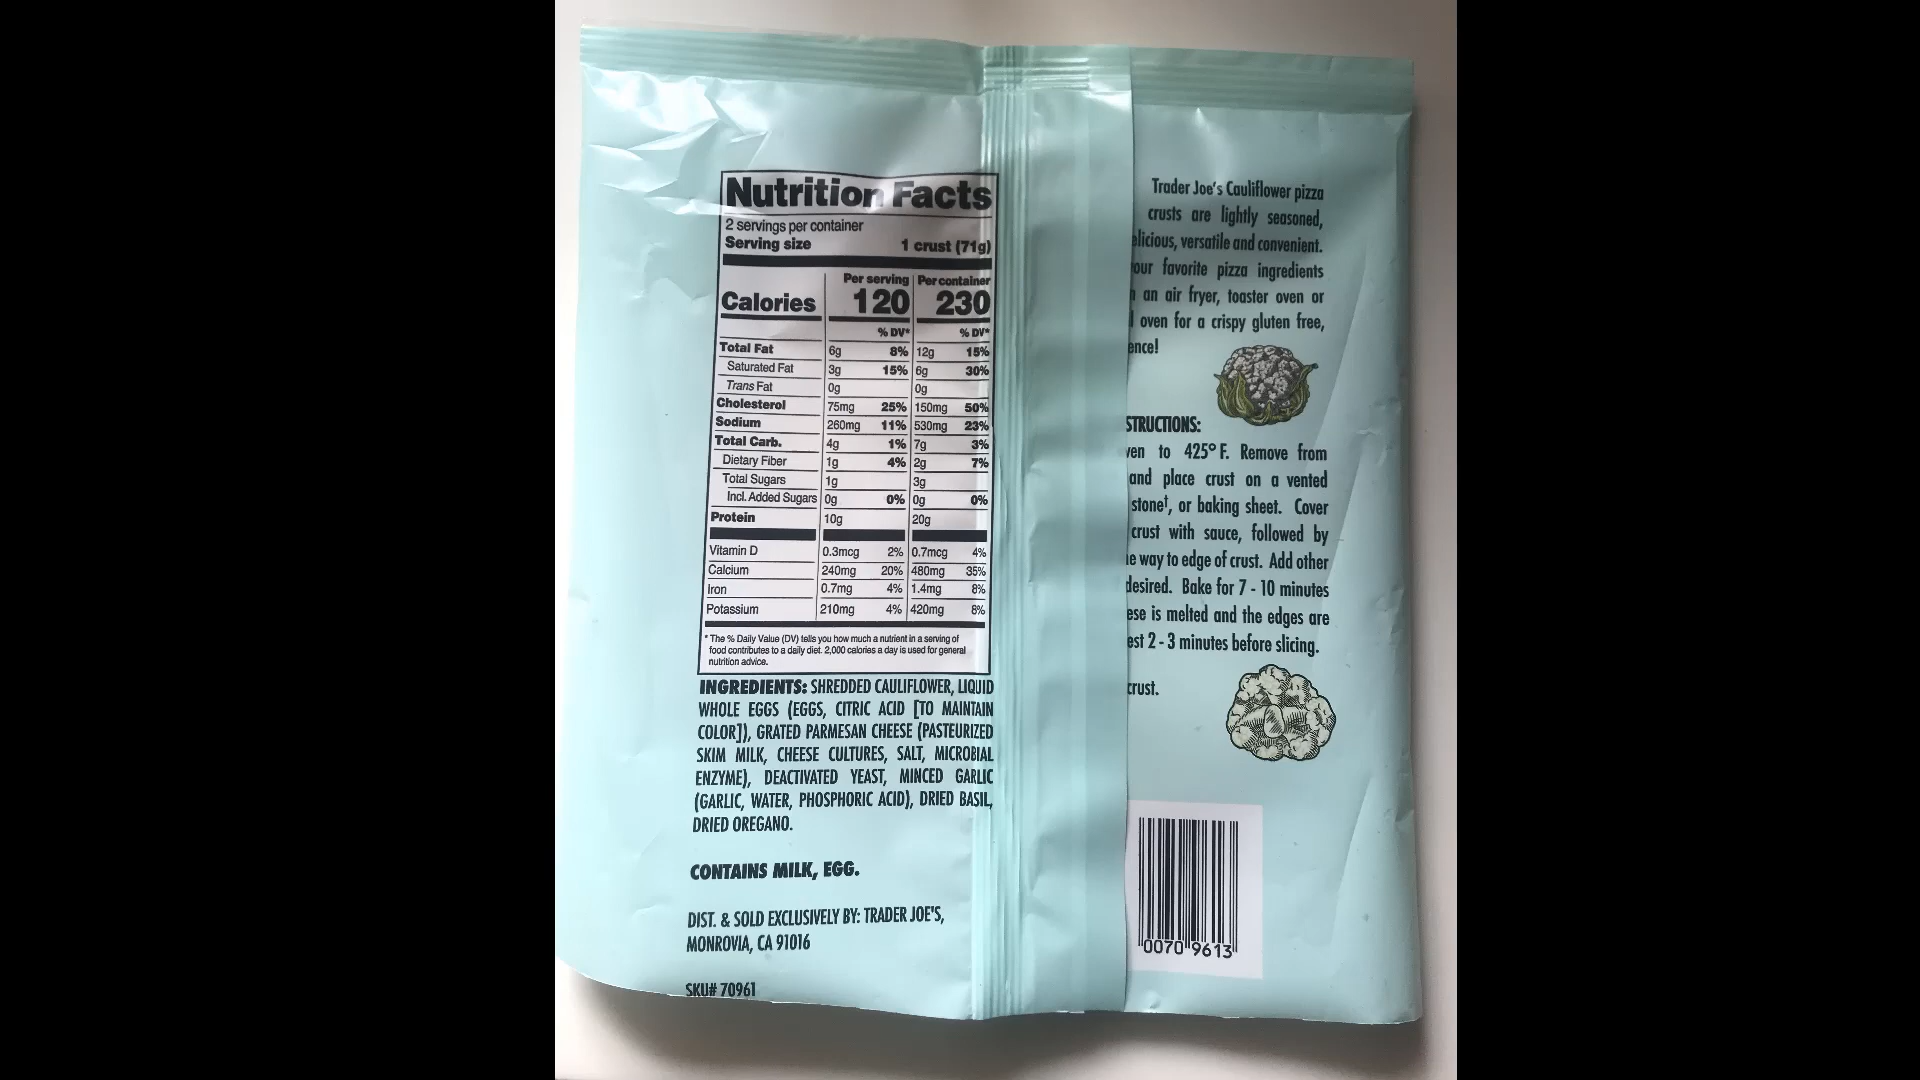 Nutrition Facts
2 servings per container
Serving size 1 crust (71g)
Per serving Per container
Calories 120 230
% DV* % DV*
Total Fat 6g 8% 12g 15%
Saturated Fat 3g 15% 6g 30%
Trans Fat 0g 0g
Cholesterol 75mg 25% 150mg 50%
Sodium 260mg 11% 530mg 23%
Total Carb. 4g 1% 7g 3%
Dietary Fiber 1g 4% 2g 7%
Total Sugars 1g 3g
Incl. Added Sugars 0g 0% 0g 0%
Protein 10g 20g
Vitamin D 0.3mcg 2% 0.7mcg 4%
Calcium 240mg 20% 480mg 35%
Iron 0.7mg 4% 1.4mg 8%
Potassium 210mg 4% 420mg 8%
* The % Daily Value (DV) tells you how much a nutrient in a serving of
food contributes to a daily diet. 2,000 calories a day is used for general
nutrition advice.
INGREDIENTS: SHREDDED CAULIFLOWER, LIQUID
WHOLE EGGS (EGGS, CITRIC ACID [TO MAINTAIN
COLOR]), GRATED PARMESAN CHEESE (PASTEURIZED
SKIM MILK, CHEESE CULTURES, SALT, MICROBIAL
ENZYME), DEACTIVATED YEAST, MINCED GARLIC
(GARLIC, WATER, PHOSPHORIC ACID), DRIED BASIL,
DRIED OREGANO.
CONTAINS MILK, EGG.
DIST. & SOLD EXCLUSIVELY BY: TRADER JOE'S,
MONROVIA, CA 91016
SKU# 70961
Trader Joe's Cauliflower pizza
crusts are lightly seasoned,
versatile and convenient.
favorite pizza ingredients
an air fryer, toaster oven or
oven for a crispy gluten free,
to 425° F. Remove from
and place crust on a vented
stone†, or baking sheet. Cover
crust with sauce, followed by
way to edge of crust. Add other
desired. Bake for 7 - 10 minutes
is melted and the edges are
2 - 3 minutes before slicing.
crust.
0070 9613